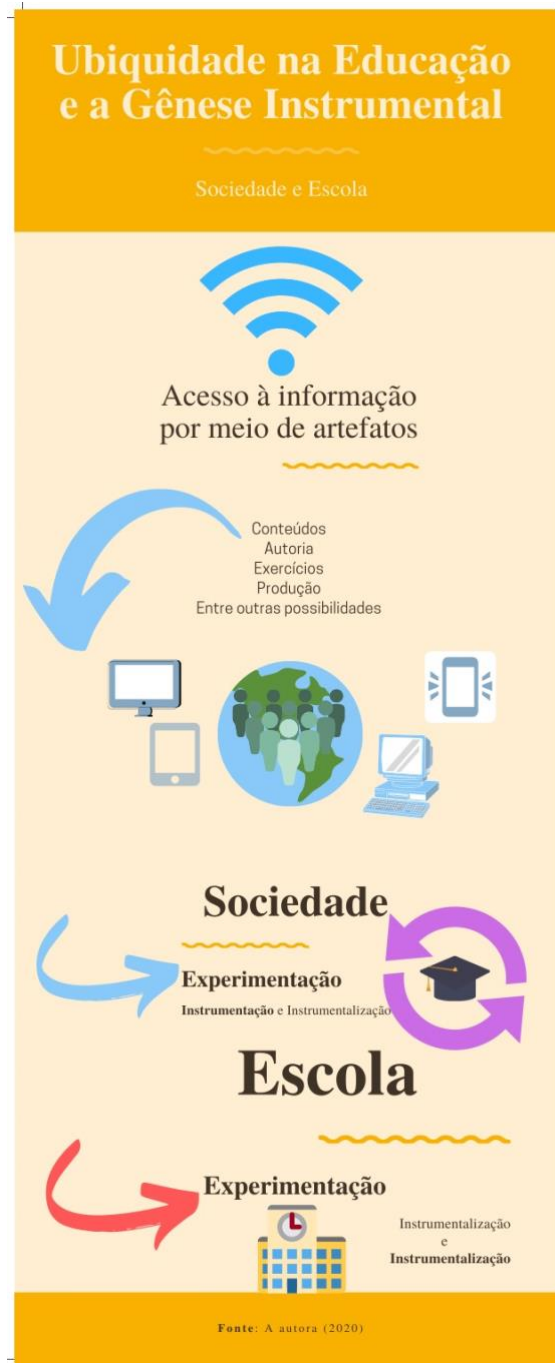 Ubiquidade na Educação
e a Gênese Instrumental
Sociedade e Escola
Acesso à informação
por meio de artefatos
Conteúdos
Autoria
Exercícios
Produção
Entre outras possibilidades
Sociedade
Experimentação
Instrumentação e Instrumentalização
Escola
Experimentação
Instrumentalização
e
Instrumentalização
Fonte: A autora (2020)